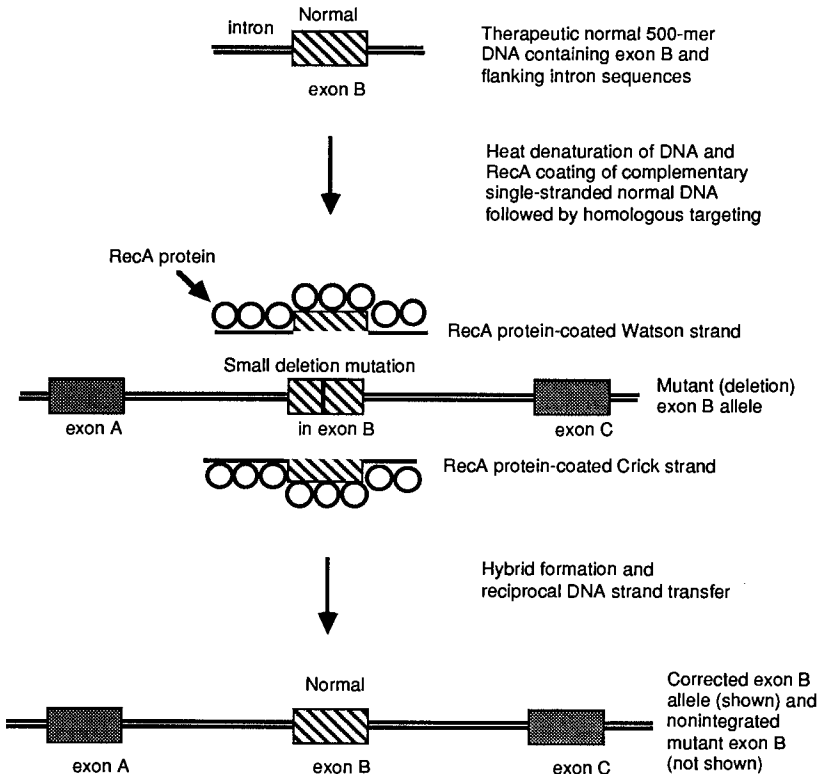 Normal
intron
exon B
Therapeutic normal 500-mer
DNA containing exon B and
flanking intron sequences
Heat denaturation of DNA and
RecA coating of complementary
single-stranded normal DNA
followed by homologous targeting
RecA protein
RecA protein-coated Watson strand
Small deletion mutation
Mutant (deletion)
exon B allele
exon A
in exon B
exon C
RecA protein-coated Crick strand
Hybrid formation and
reciprocal DNA strand transfer
Normal
Corrected exon B
allele (shown) and
nonintegrated
mutant exon B
(not shown)
exon A
exon B
exon C